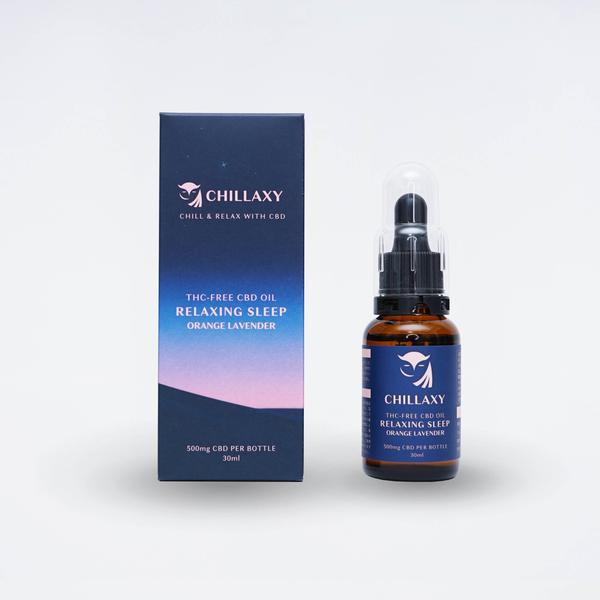 CHILLAXY
CHILL & RELAX WITH CBD
THC-FREE CBD OIL
RELAXING SLEEP
ORANGE LAVENDER
500mg CBD PER BOTTLE
30ml
CHILLAXY
THC-FREE CBD OIL
RELAXING SLEEP
ORANGE LAVENDER
500mg CBD PER BOTTLE
30ml